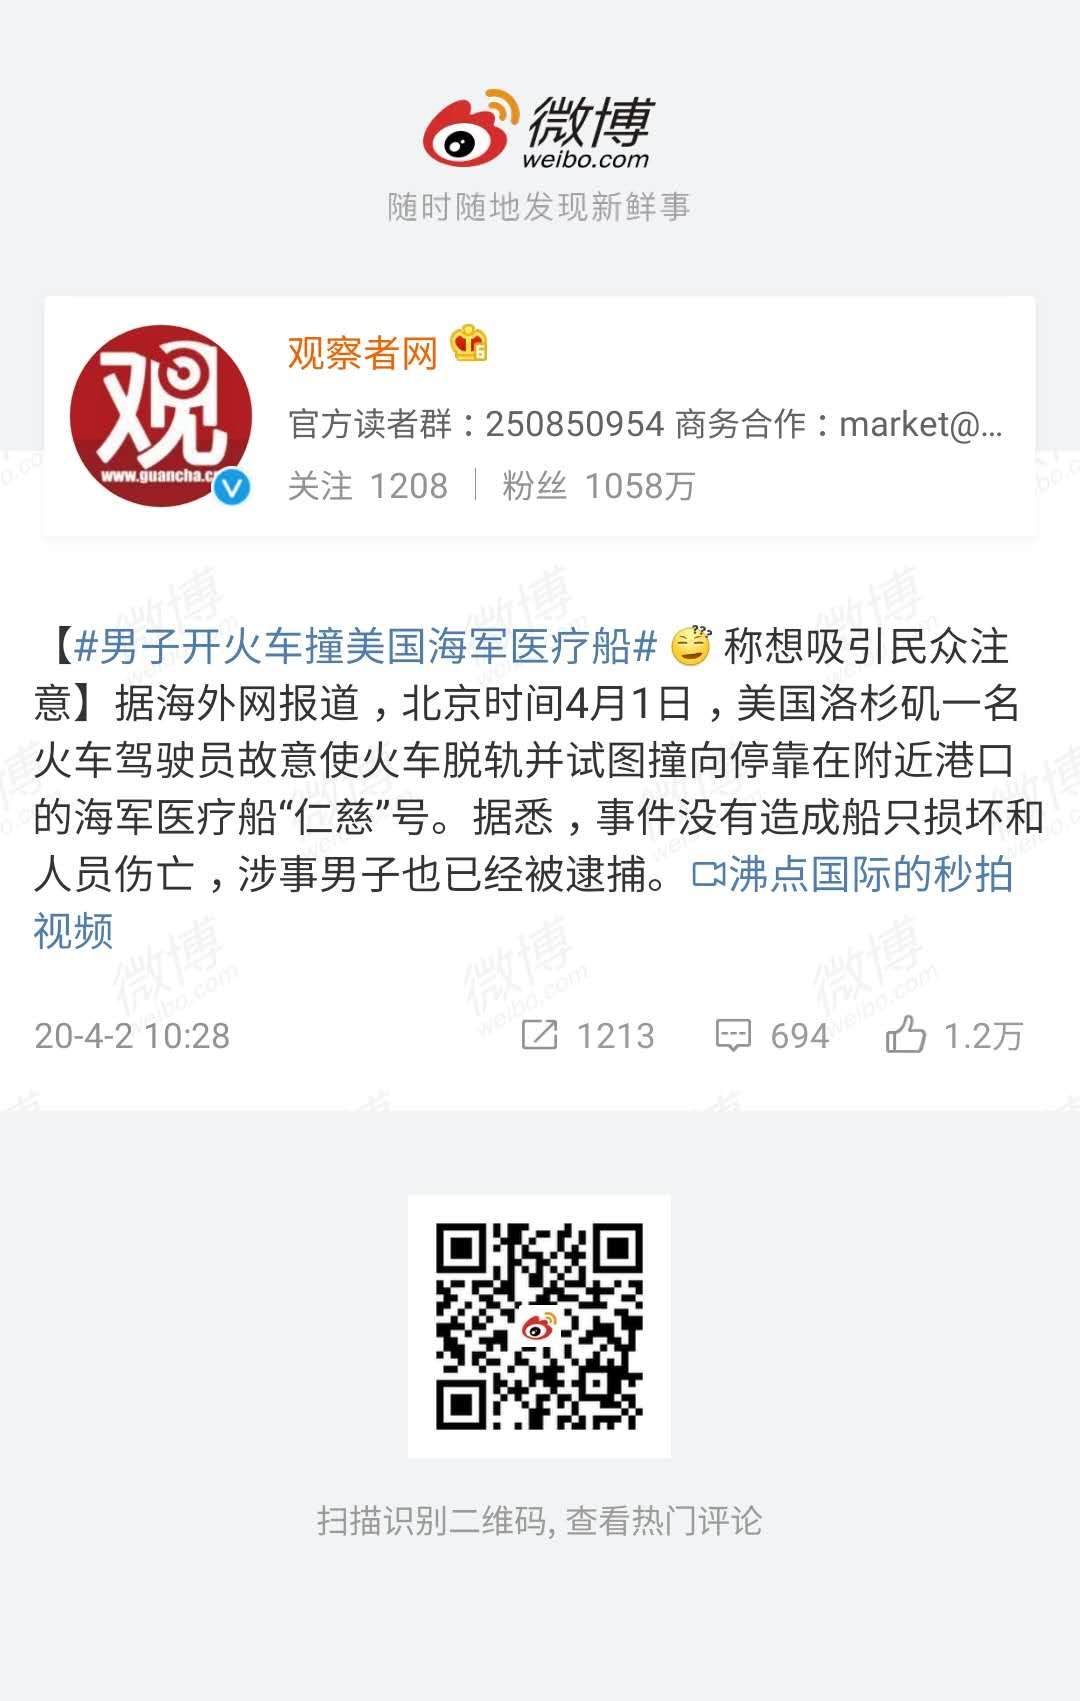 微博
weibo.com
随时随地发现新鲜事
观察者网
观
www.guancha.c
官方读者群：250850954 商务合作：market@...
关注 1208 | 粉丝 1058万
【#男子开火车撞美国海军医疗船# 称想吸引民众注
意】据海外网报道，北京时间4月1日，美国洛杉矶一名
火车驾驶员故意使火车脱轨并试图撞向停靠在附近港口
的海军医疗船“仁慈”号。据悉，事件没有造成船只损坏和
人员伤亡，涉事男子也已经被逮捕。沸点国际的秒拍
视频
20-4-2 10:28 1213 694 1.2万
扫描识别二维码, 查看热门评论